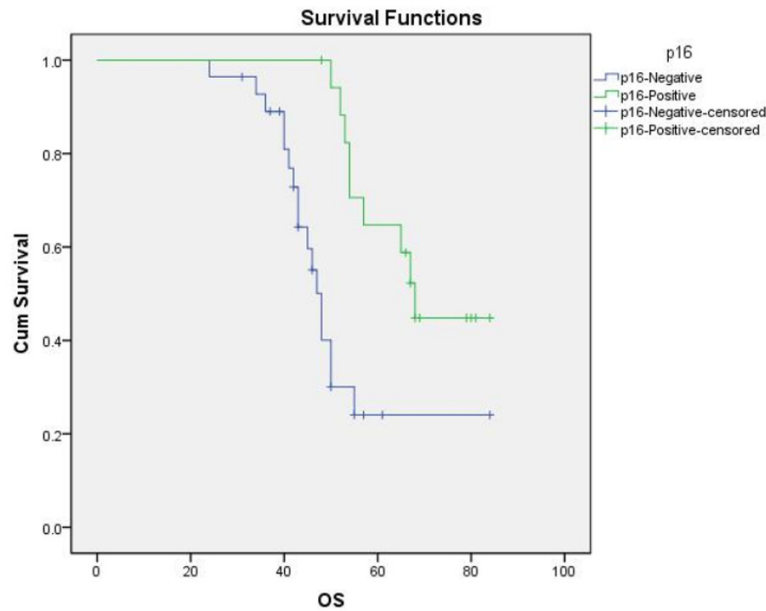 Survival Functions
p16
p16-Negative
p16-Positive
p16-Negative-censored
p16-Positive-censored
Cum Survival
1.0
0.8
0.6
0.4
0.2
0.0
0 20 40 60 80 100
OS